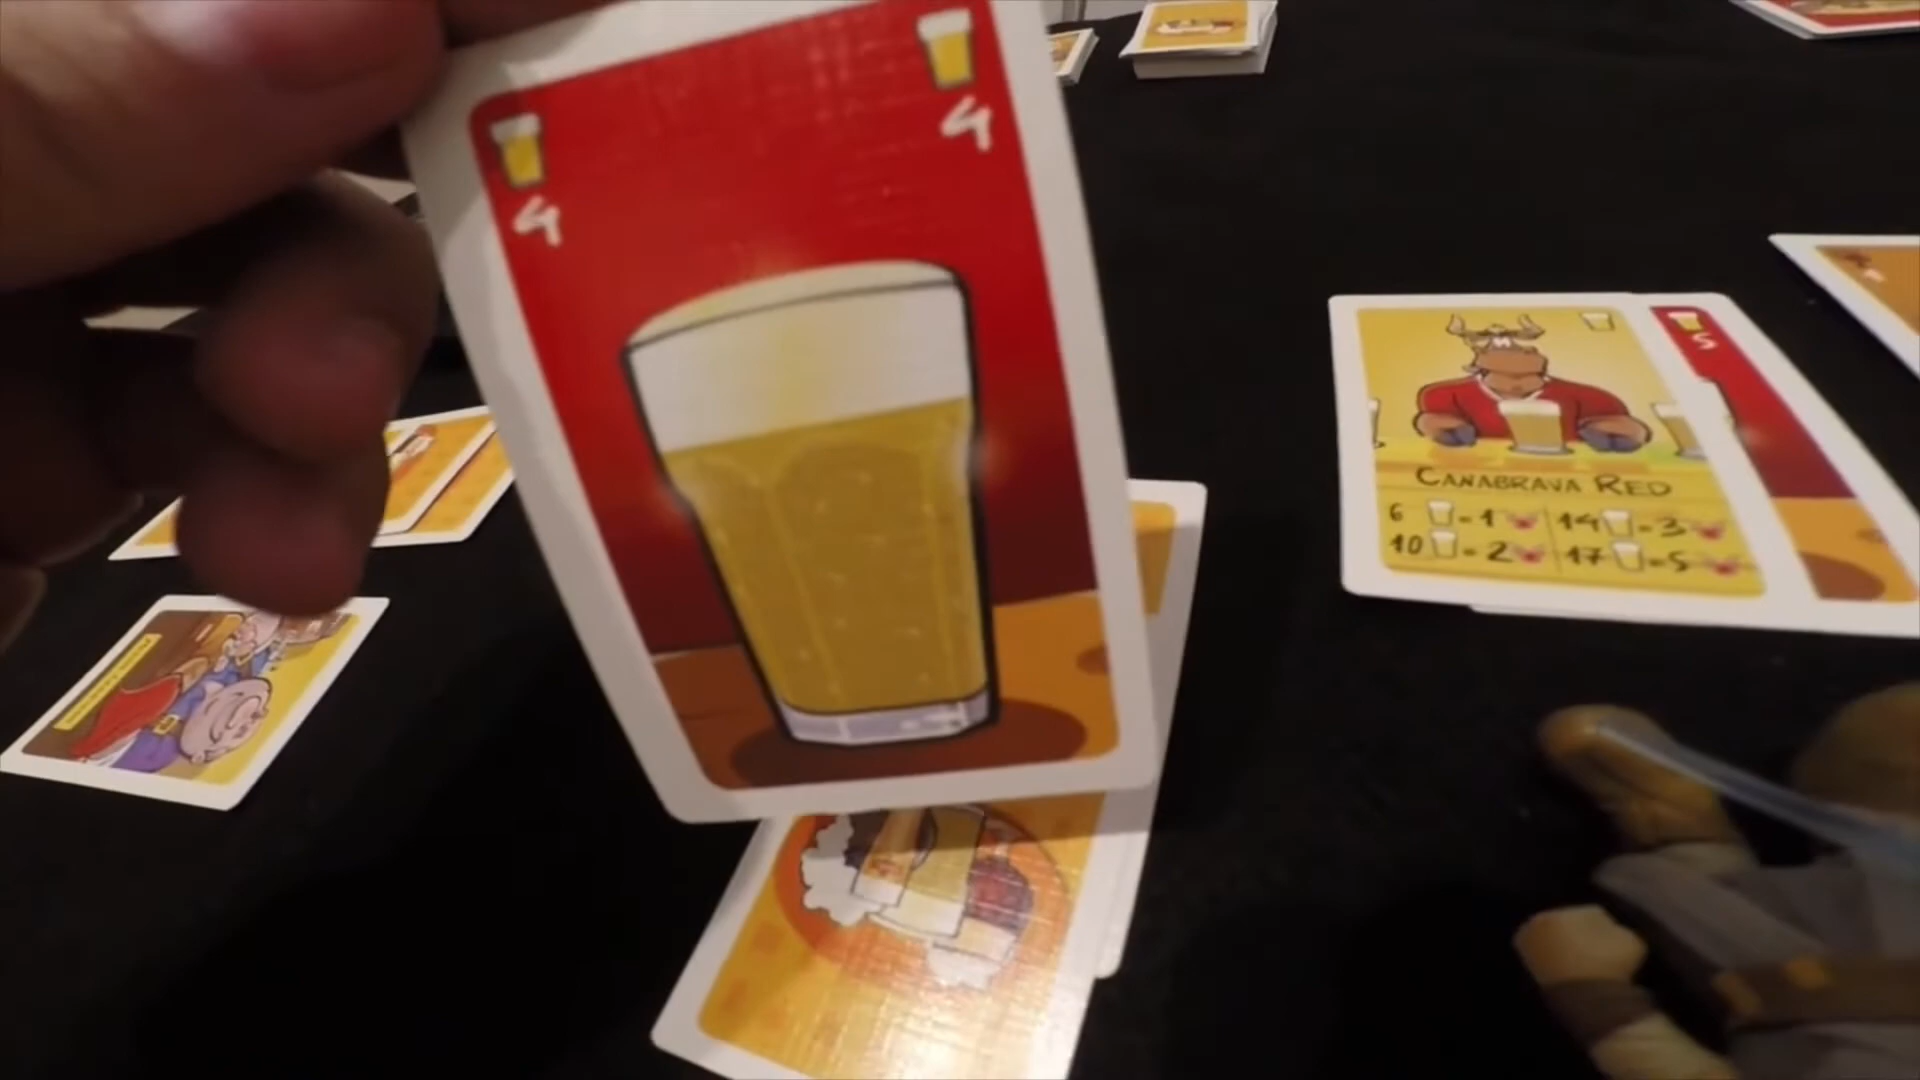 4
4
5
CANABRAVA RED
6 = 1 14 = 3
10 = 2 17 = 5